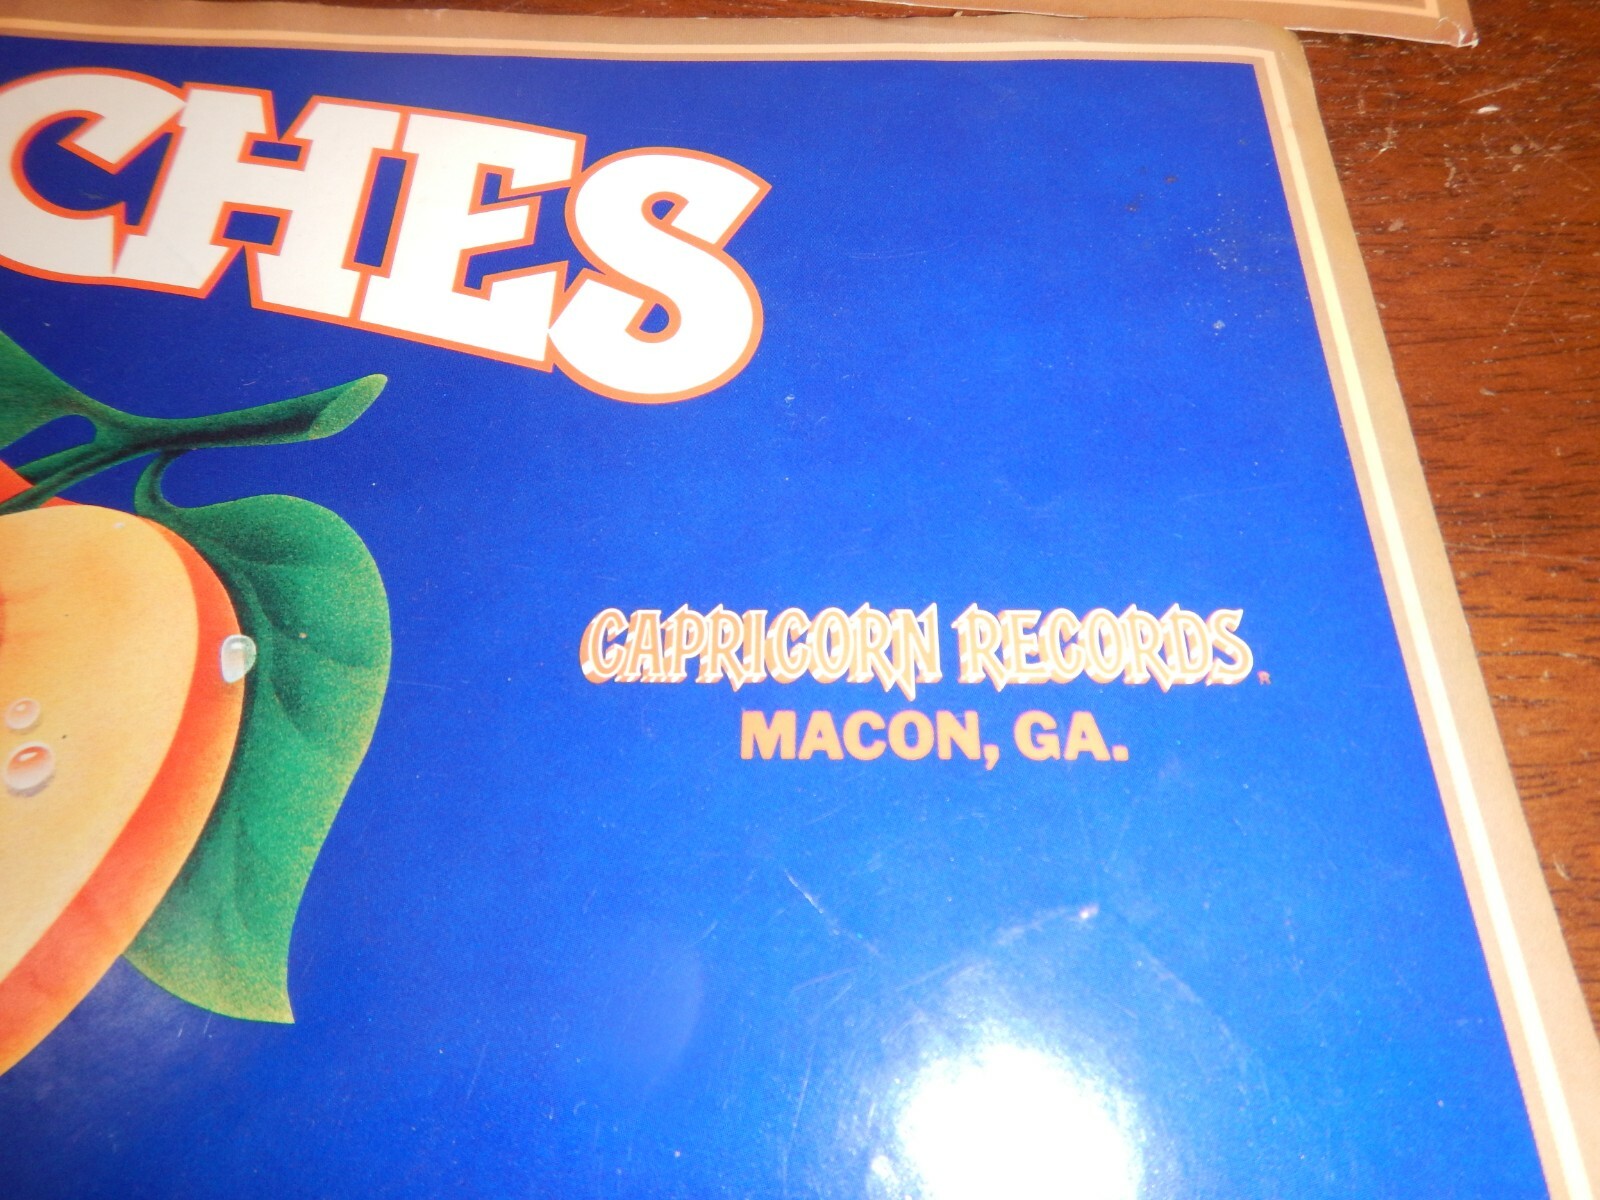 CHES
CAPRICORN RECORDS®
MACON, GA.